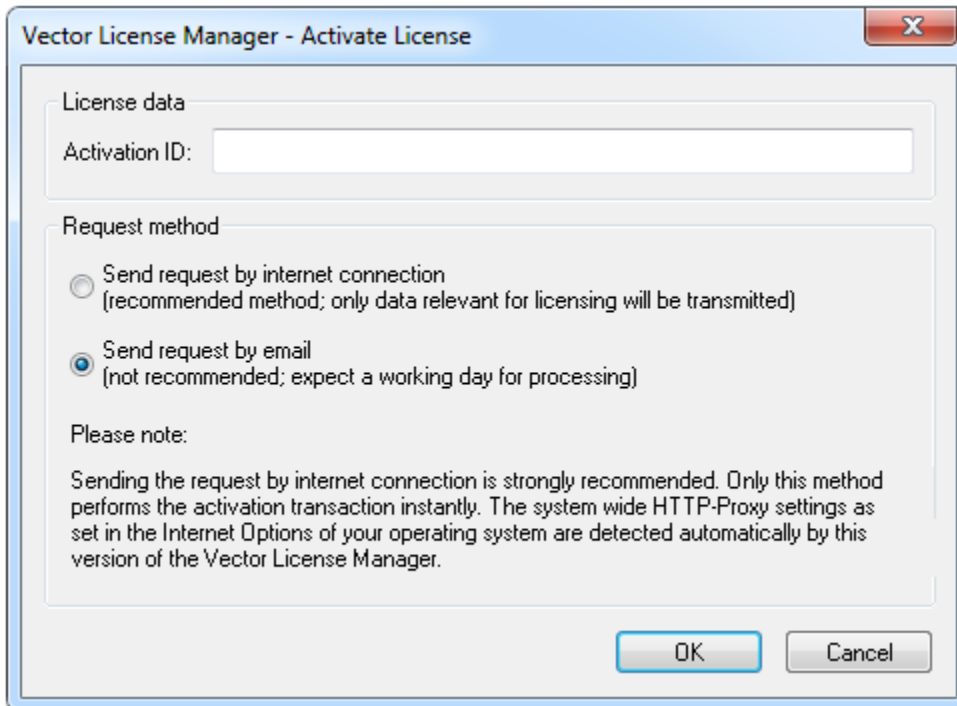 Vector License Manager - Activate License
License data
Activation ID:
Request method
Send request by internet connection
(recommended method; only data relevant for licensing will be transmitted)
Send request by email
(not recommended; expect a working day for processing)
Please note:
Sending the request by internet connection is strongly recommended. Only this method
performs the activation transaction instantly. The system wide HTTP-Proxy settings as
set in the Internet Options of your operating system are detected automatically by this
version of the Vector License Manager.
OK
Cancel